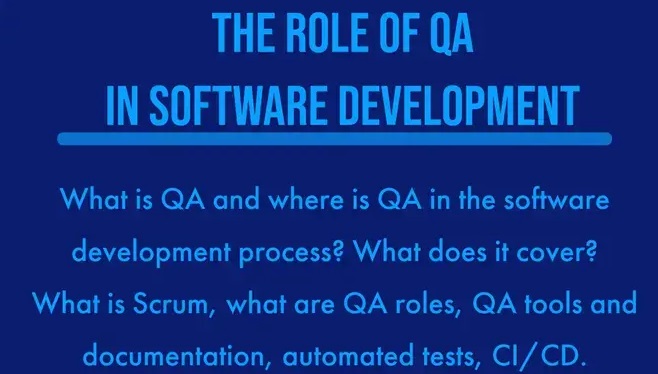 THE ROLE OF QA
IN SOFTWARE DEVELOPMENT
What is QA and where is QA in the software
development process? What does it cover?
What is Scrum, what are QA roles, QA tools and
documentation, automated tests, CI/CD.